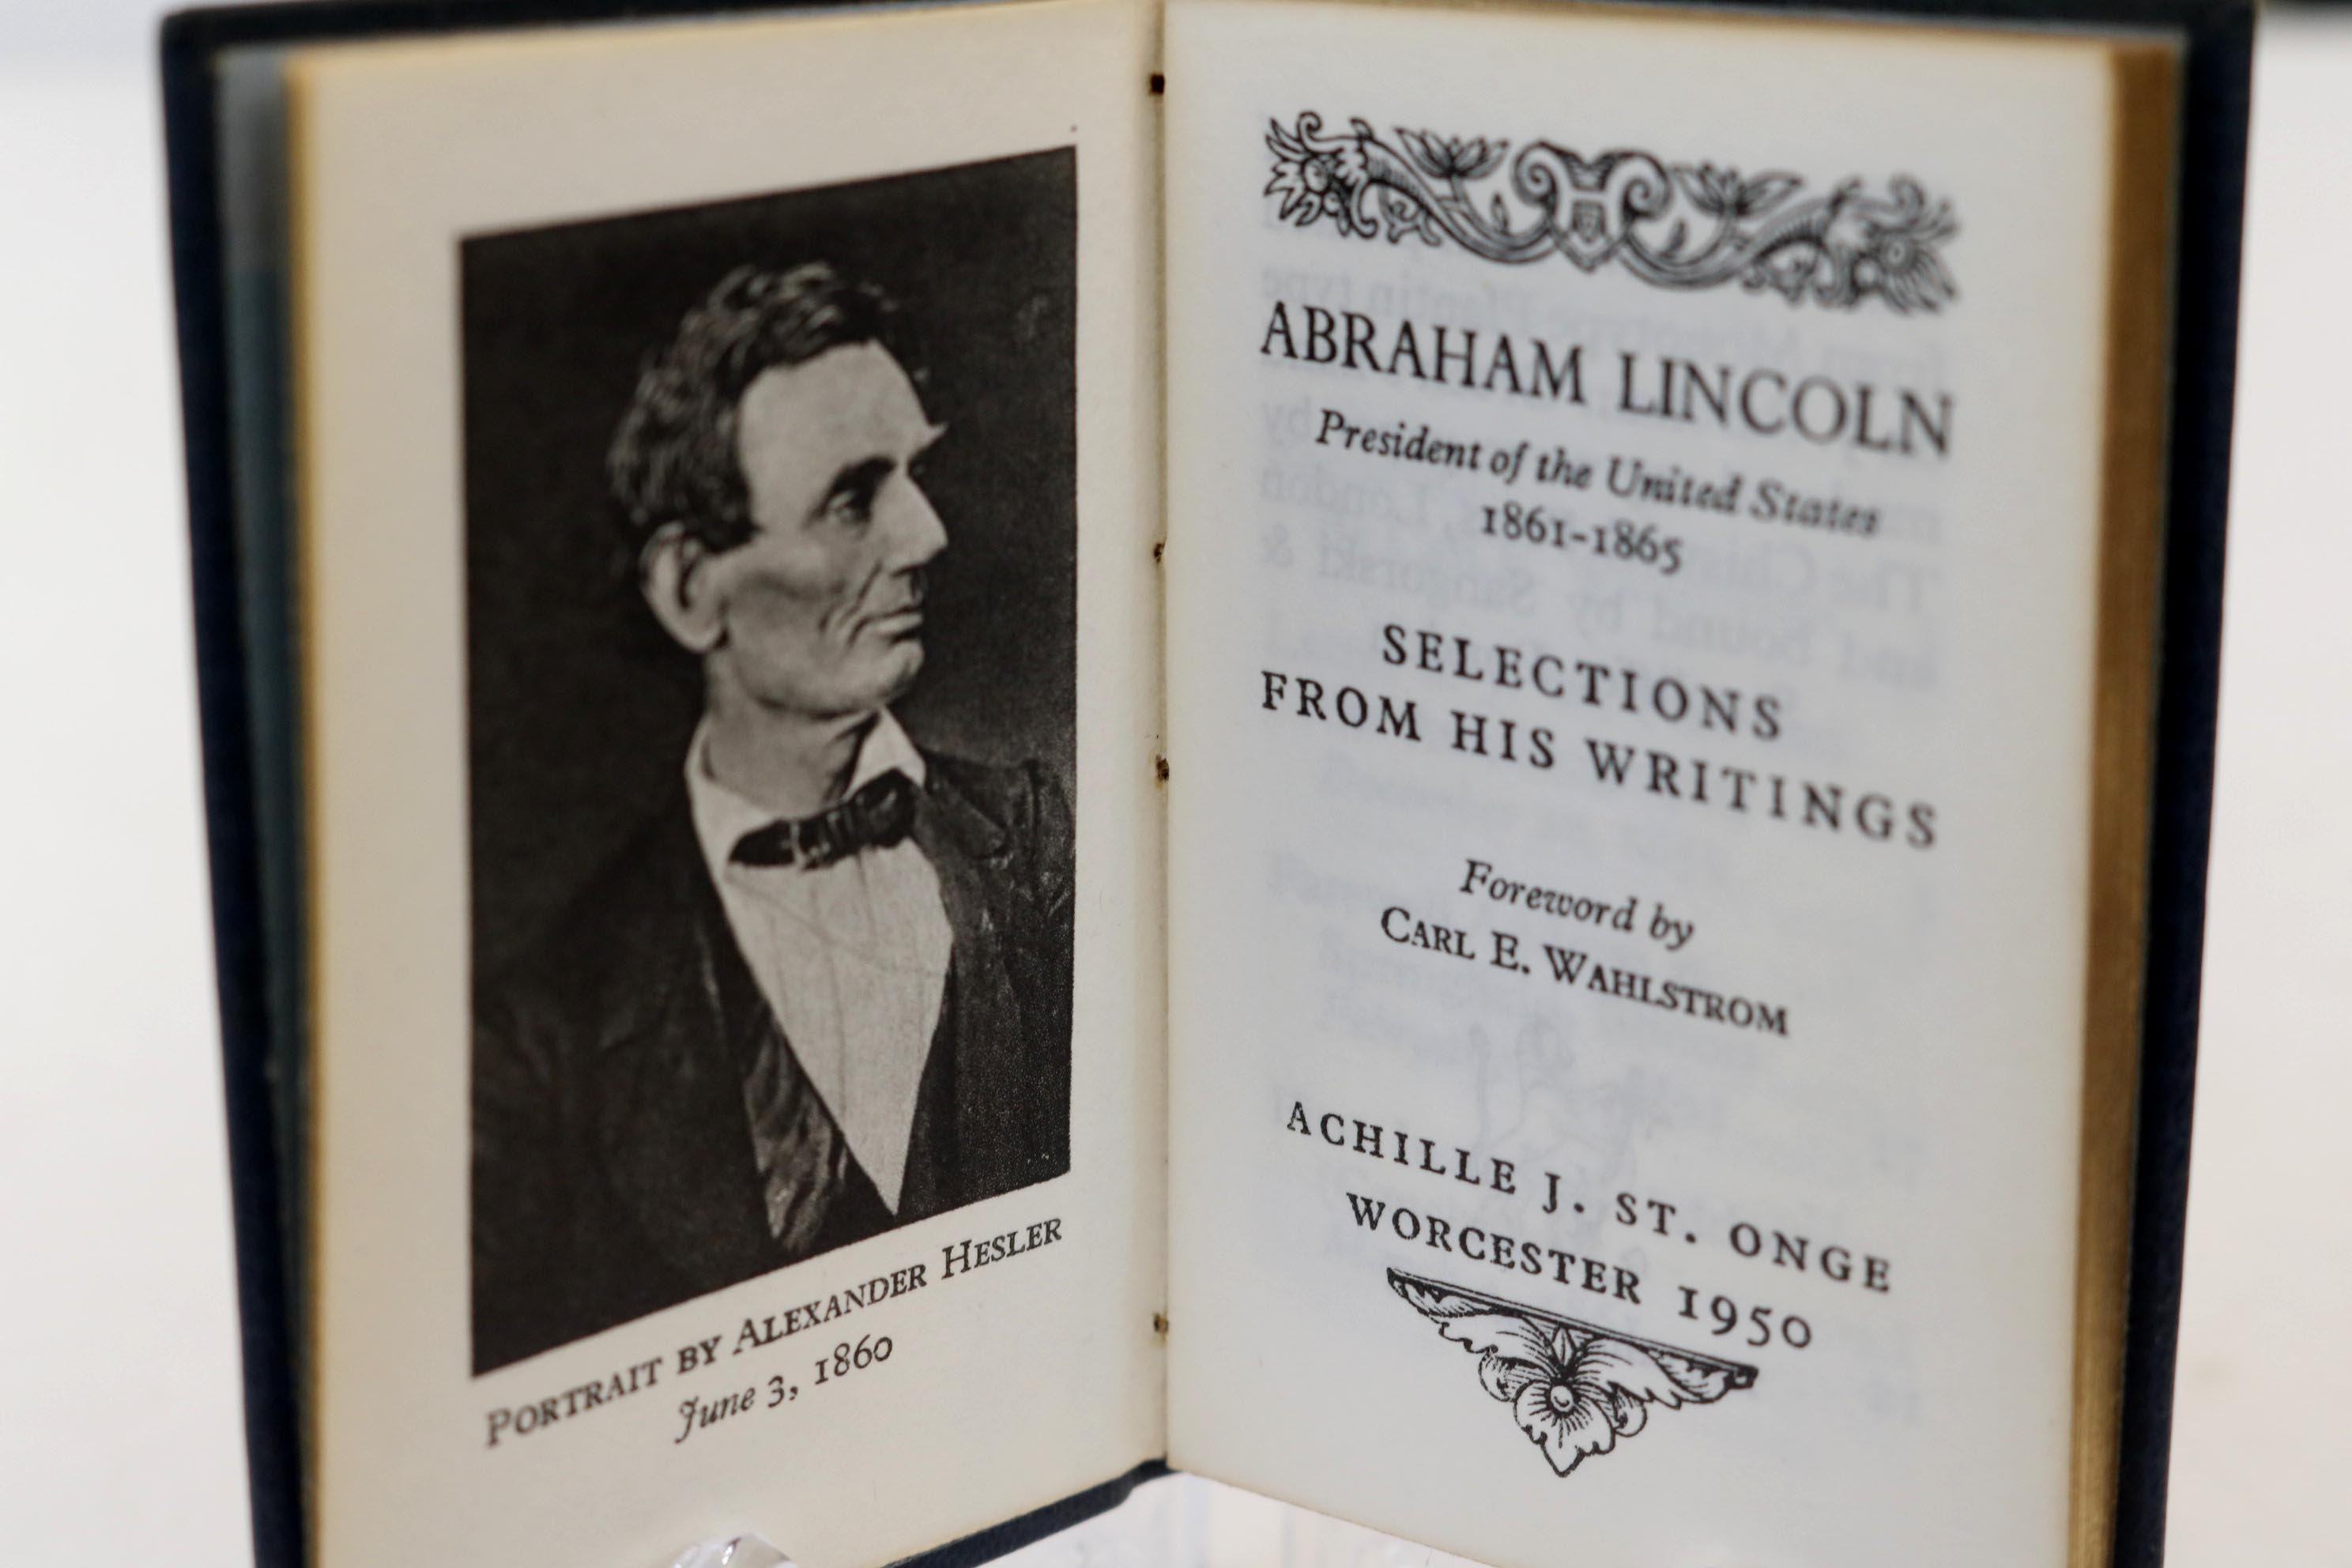 PORTRAIT BY ALEXANDER HESLER
June 3, 1860
ABRAHAM LINCOLN
President of the United States
1861-1865
SELECTIONS
FROM HIS WRITINGS
Foreword by
CARL E. WAHLSTROM
ACHILLE J. ST. ONGE
WORCESTER 1950